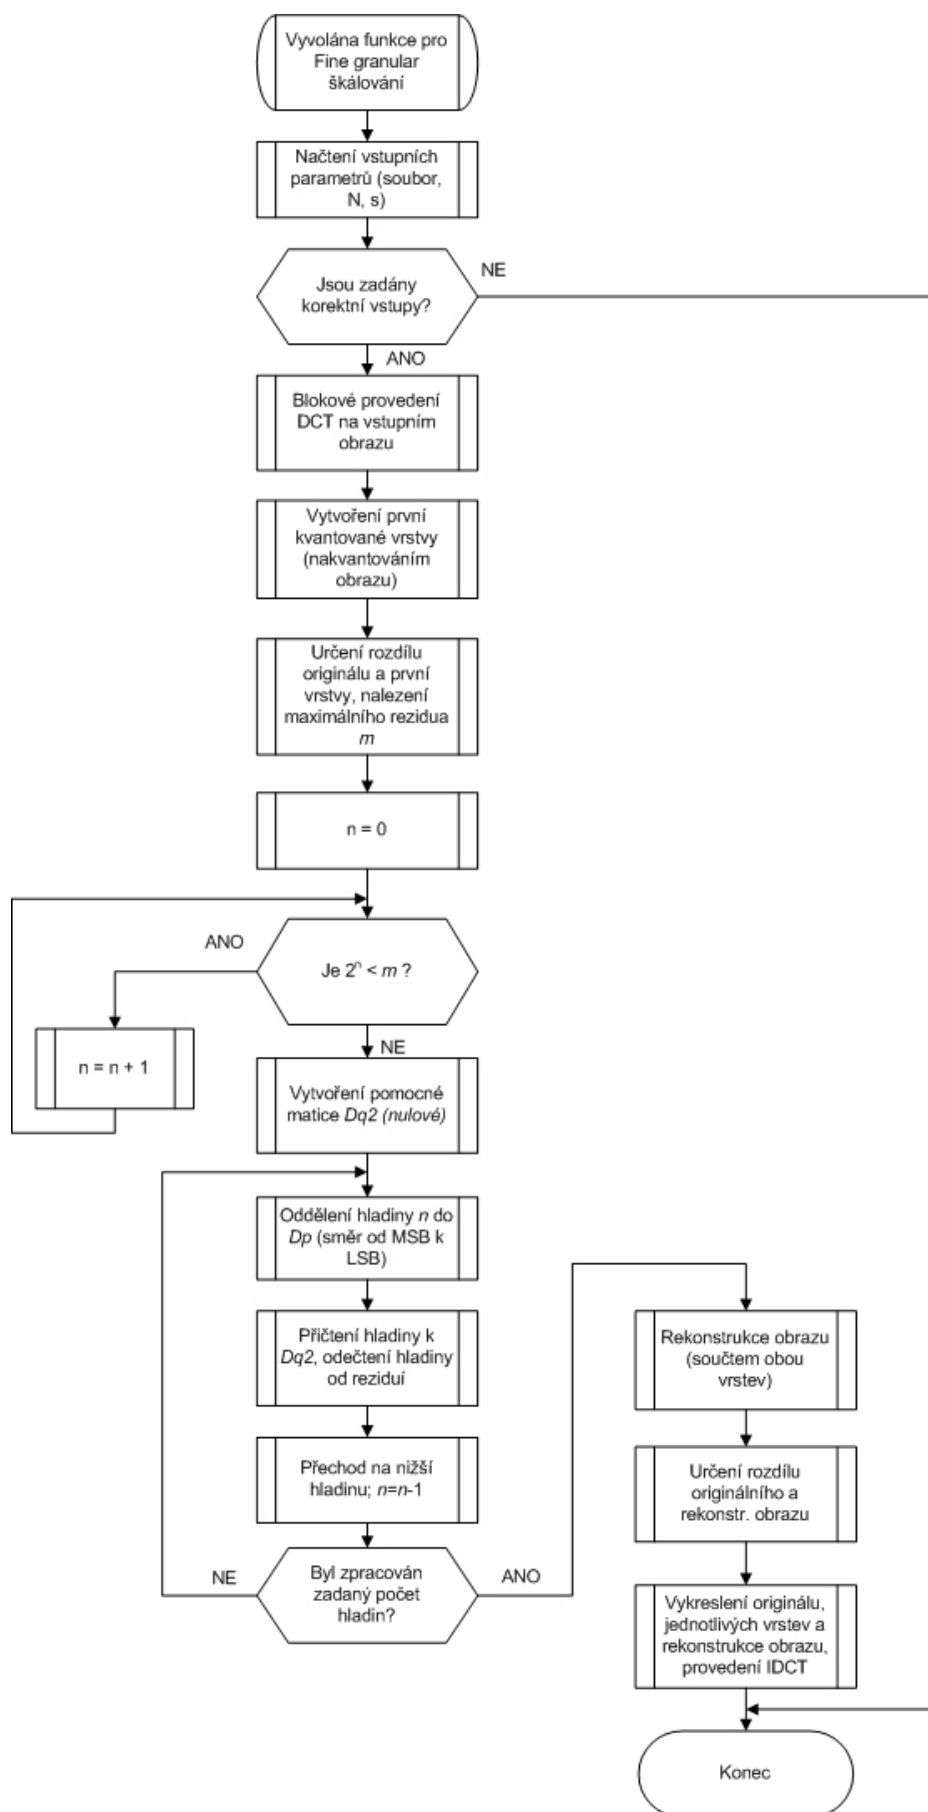 Vyvolána funkce pro
Fine granular
škálování
Načtení vstupních
parametrů (soubor,
N, s)
Jsou zadány
korektní vstupy?
NE
ANO
Blokové provedení
DCT na vstupním
obrazu
Vytvoření první
kvantované vrstvy
(nakvantováním
obrazu)
Určení rozdílu
originálu a první
vrstvy, nalezení
maximálního rezidua
m
n = 0
ANO
Je 2ⁿ < m ?
n = n + 1
NE
Vytvoření pomocné
matice Dq2 (nulové)
Oddělení hladiny n do
Dp (směr od MSB k
LSB)
Přičtení hladiny k
Dq2, odečtení hladiny
od reziduí
Přechod na nižší
hladinu; n=n-1
NE
Byl zpracován
zadaný počet
hladin?
ANO
Rekonstrukce obrazu
(součtem obou
vrstev)
Určení rozdílu
originálního a
rekonstr. obrazu
Vykreslení originálu,
jednotlivých vrstev a
rekonstrukce obrazu,
provedení IDCT
Konec